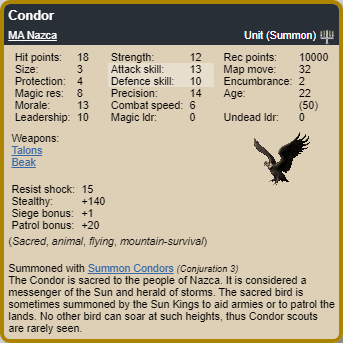 Condor
MA Nazca Unit (Summon)
Hit points: 18 Strength: 12 Rec points: 10000
Size: 3 Attack skill: 13 Map move: 32
Protection: 4 Defence skill: 10 Encumbrance: 2
Magic res: 8 Precision: 14 Age: 22
Morale: 13 Combat speed: 6 (50)
Leadership: 10 Magic ldr: 0 Undead ldr: 0
Weapons:
Talons
Beak
Resist shock: 15
Stealthy: +140
Siege bonus: +1
Patrol bonus: +20
(Sacred, animal, flying, mountain-survival)
Summoned with Summon Condors (Conjuration 3)
The Condor is sacred to the people of Nazca. It is considered a
messenger of the Sun and herald of storms. The sacred bird is
sometimes summoned by the Sun Kings to aid armies or to patrol the
lands. No other bird can soar at such heights, thus Condor scouts
are rarely seen.